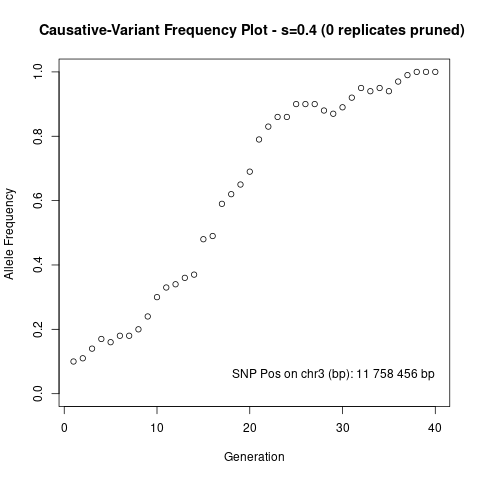 Causative-Variant Frequency Plot - s=0.4 (0 replicates pruned)
Allele Frequency
1.0
0.8
0.6
0.4
0.2
0.0
SNP Pos on chr3 (bp): 11 758 456 bp
0 10 20 30 40
Generation